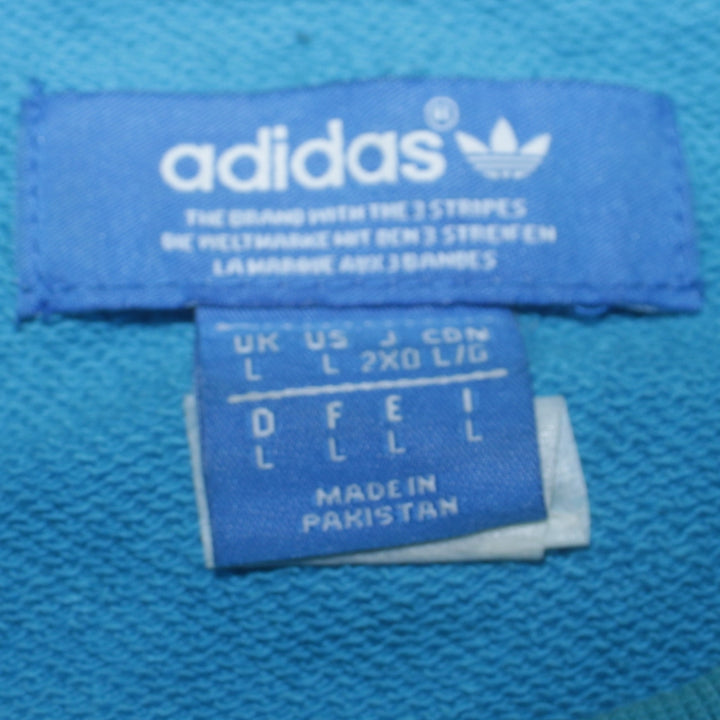 adidas®
THE BRAND WITH THE 3 STRIPES
DIE WELTMARKE MIT DEN 3 STREIFEN
LA MARQUE AUX 3 BANDES
UK US J CDN
L L 2XO L/G
D F E I
L L L L
MADE IN
PAKISTAN